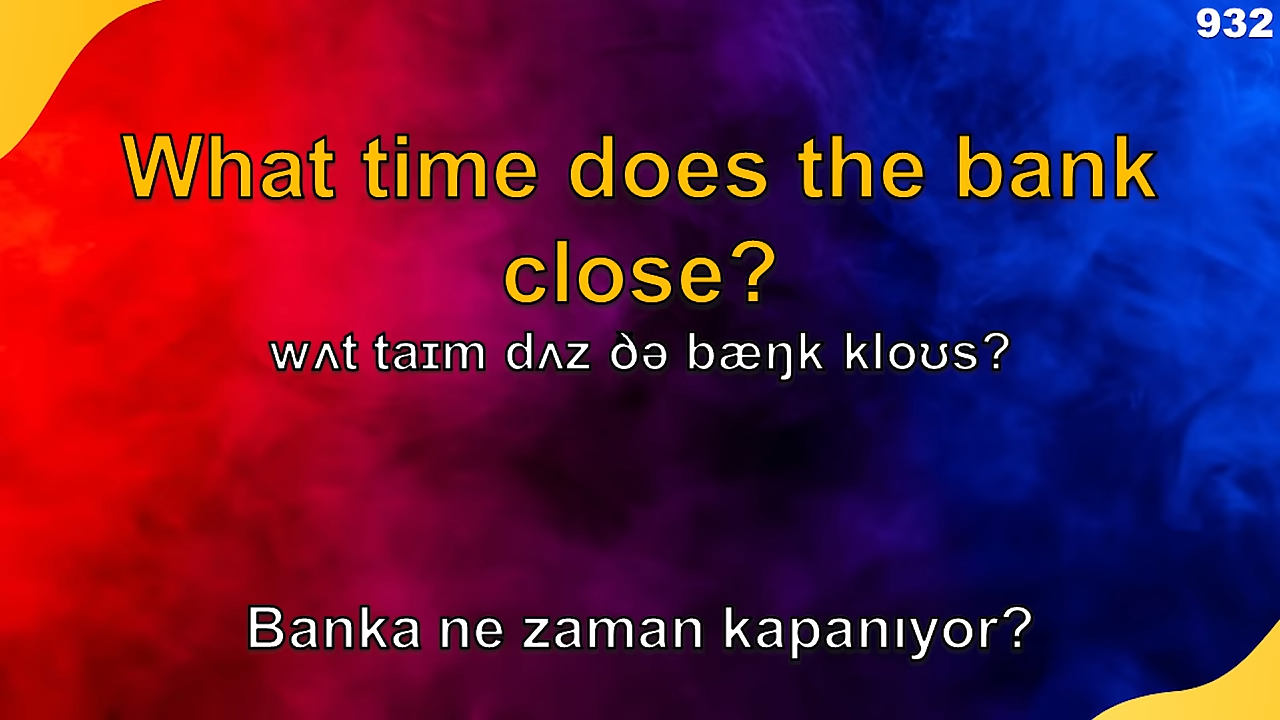 932
What time does the bank
close?
wʌt taɪm dʌz ðə bæŋk kloʊs?
Banka ne zaman kapanıyor?